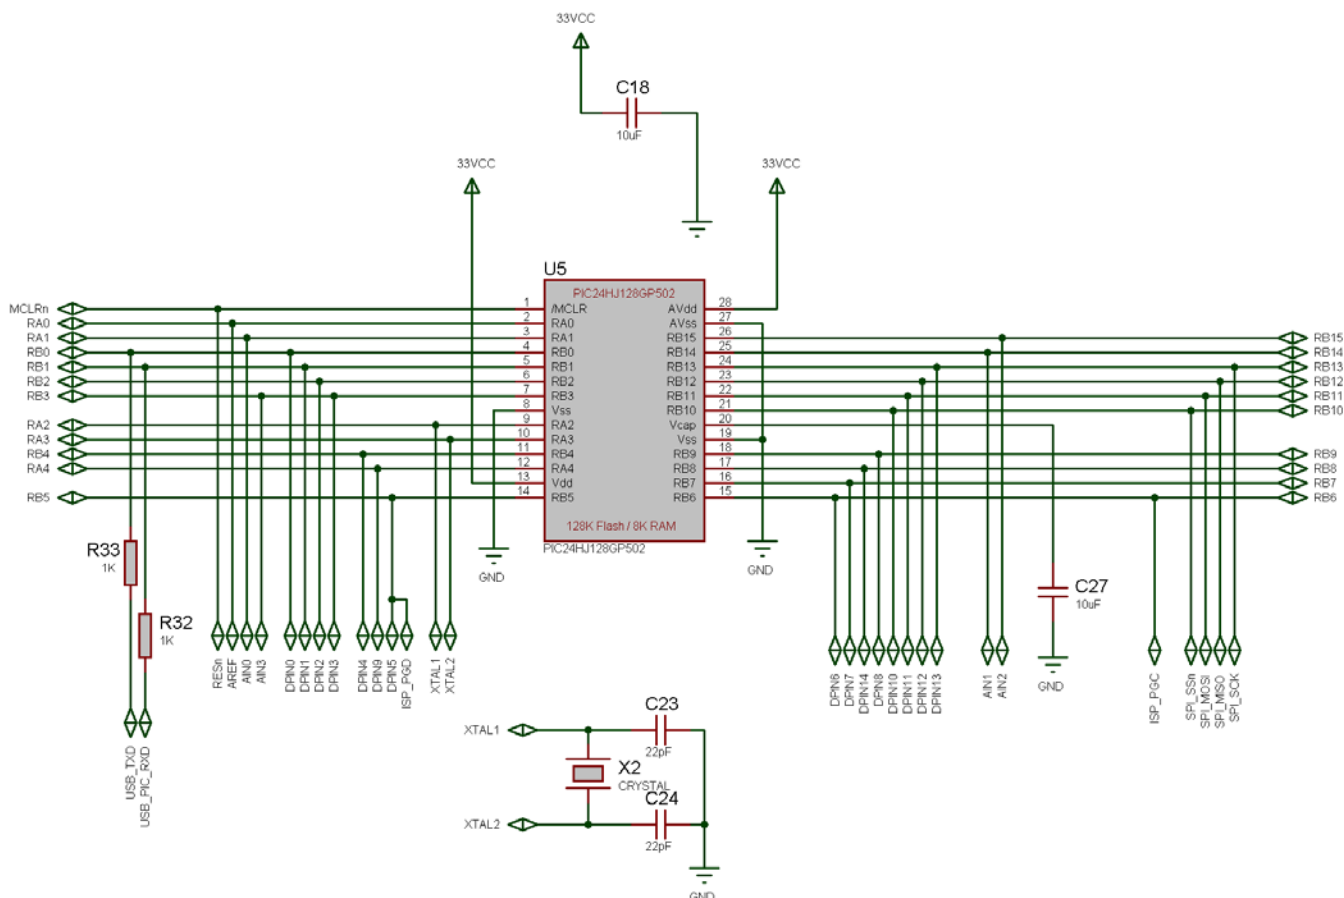 33VCC
C18
10uF
33VCC
33VCC
U5
PIC24HJ128GP502
MCLRn
1
/MCLR
AVdd
28
RA0
2
RA0
AVss
27
RA1
3
RA1
RB15
26
RB15
RB0
4
RB0
RB14
25
RB14
RB1
5
RB1
RB13
24
RB13
RB2
6
RB2
RB12
23
RB12
RB3
7
RB3
RB11
22
RB11
8
Vss
RB10
21
RB10
RA2
9
RA2
Vcap
20
RA3
10
RA3
Vss
19
RB4
11
RB4
RB9
18
RB9
RA4
12
RA4
RB8
17
RB8
13
Vdd
RB7
16
RB7
RB5
14
RB5
RB6
15
RB6
128K Flash / 8K RAM
PIC24HJ128GP502
R33
1K
GND
GND
C27
10uF
R32
1K
GND
RESn
AREF
AIN0
AIN3
DPIN0
DPIN1
DPIN2
DPIN3
DPIN4
DPIN9
DPIN5
ISP_PGD
XTAL1
XTAL2
DPIN6
DPIN7
DPIN14
DPIN8
DPIN10
DPIN11
DPIN12
DPIN13
AIN1
AIN2
ISP_PGC
SPI_SSn
SPI_MOSI
SPI_MISO
SPI_SCK
USB_TXD
USB_PIC_RXD
XTAL1
C23
22pF
X2
CRYSTAL
C24
XTAL2
22pF
GND